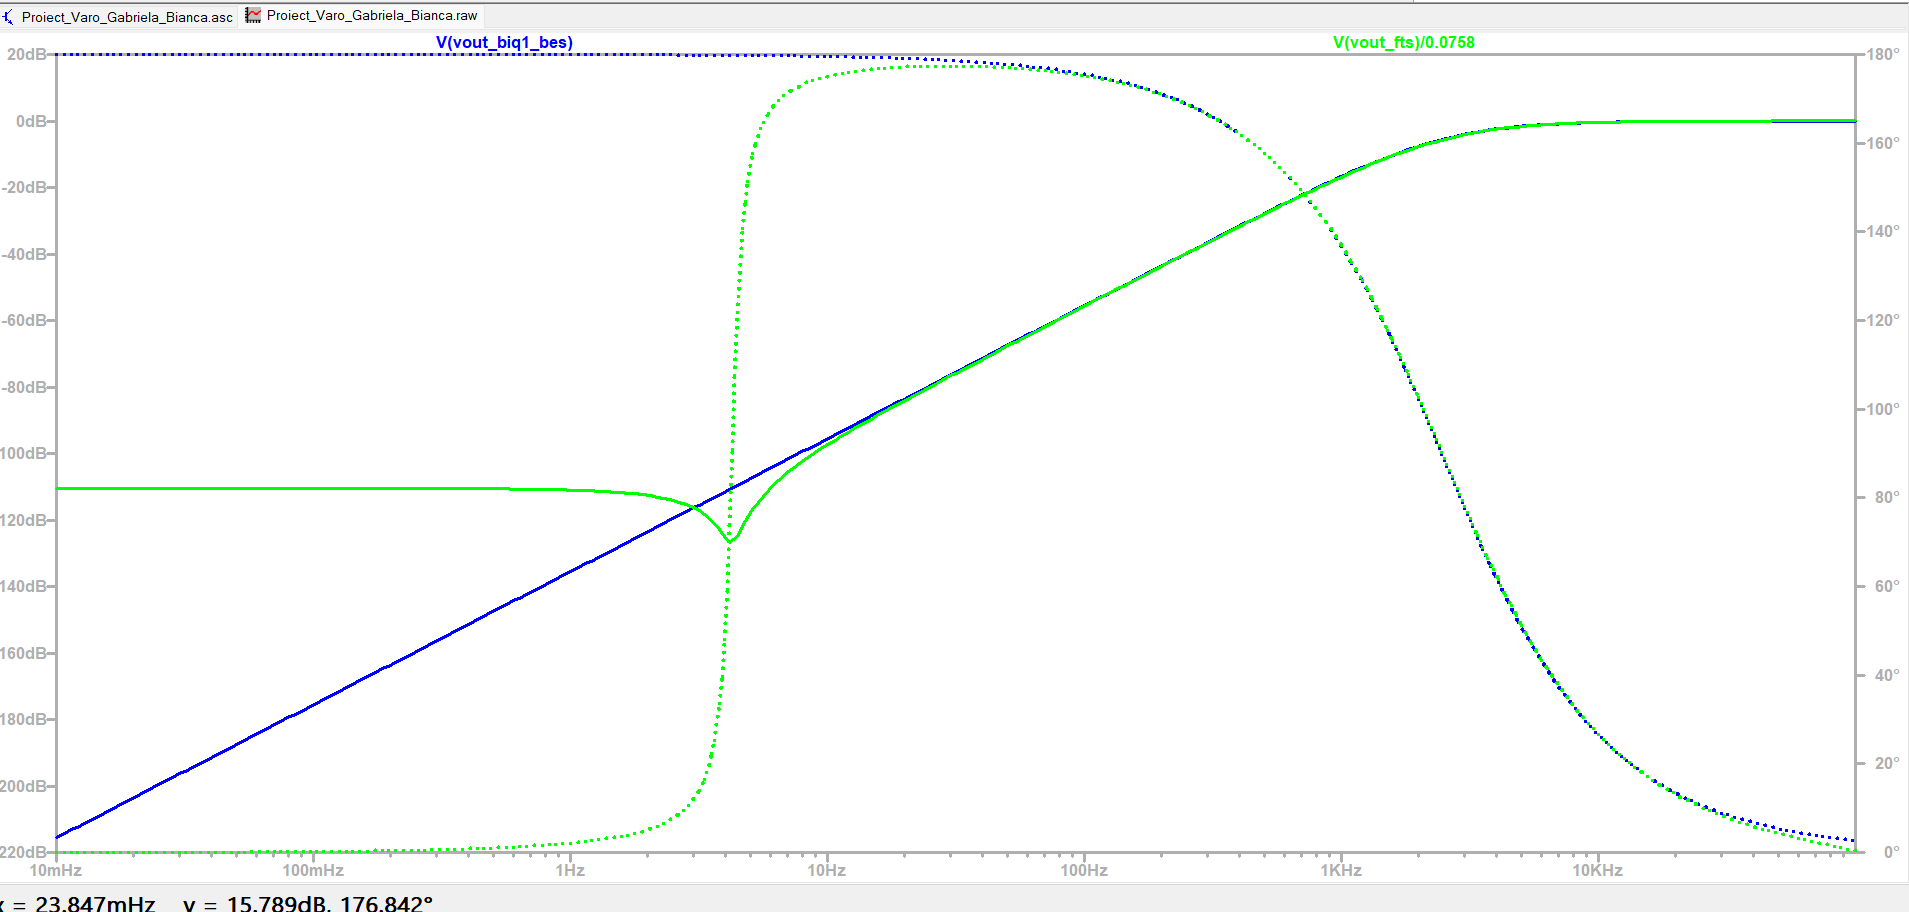 Proiect_Varo_Gabriela_Bianca.asc Proiect_Varo_Gabriela_Bianca.raw
V(vout_biq1_bes) V(vout_fts)/0.0758
20dB 180°
0dB
160°
-20dB
140°
-40dB
-60dB 120°
-80dB
100°
100dB
80°
120dB
140dB 60°
160dB
40°
180dB
20°
200dB
220dB 0°
10mHz 100mHz 1Hz 10Hz 100Hz 1KHz 10KHz
x = 23.847mHz y = 15.789dB, 176.842°